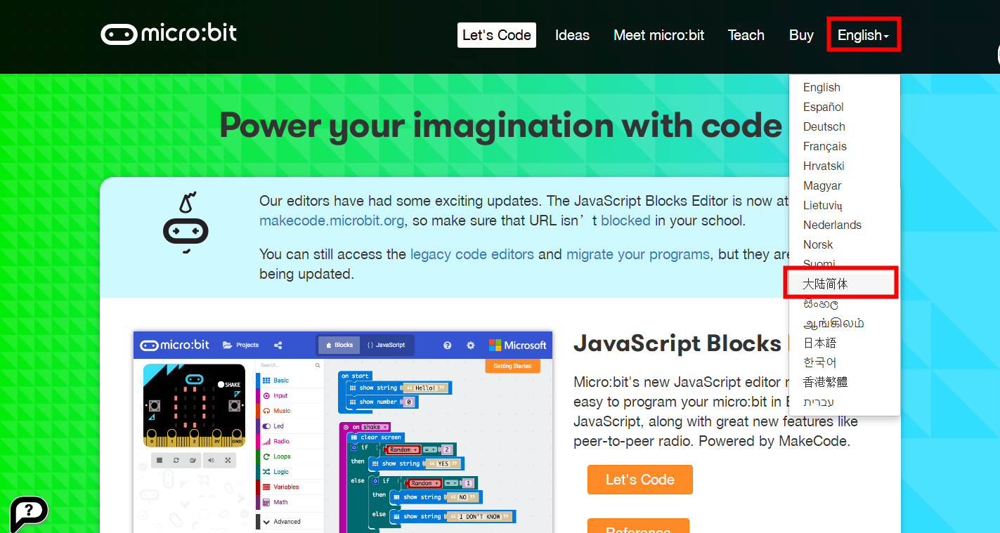 micro:bit
Let's Code Ideas Meet micro:bit Teach Buy English
English
Español
Deutsch
Français
Hrvatski
Magyar
Lietuvių
Nederlands
Norsk
Suomi
大陆简体
සිංහල
ஆங்கிலம்
日本語
한국어
香港繁體
עברית
Power your imagination with code
Our editors have had some exciting updates. The JavaScript Blocks Editor is now at
makecode.microbit.org, so make sure that URL isn’t blocked in your school.
You can still access the legacy code editors and migrate your programs, but they are
being updated.
micro:bit Projects Blocks {} JavaScript ? Microsoft
Getting Started
SHAKE
0 1 2 3V GND
Search...
Basic
Input
Music
Led
Radio
Loops
Logic
Variables
Math
Advanced
on start
show string “ Hello! ”
show number 0
on shake
clear screen
if Random = 2
then show string “ YES ”
else if Random = 1
then show string “ NO ”
else show string “ I DON'T KNOW ”
JavaScript Blocks
Micro:bit's new JavaScript editor
easy to program your micro:bit in
JavaScript, along with great new features like
peer-to-peer radio. Powered by MakeCode.
Let's Code
Reference
?